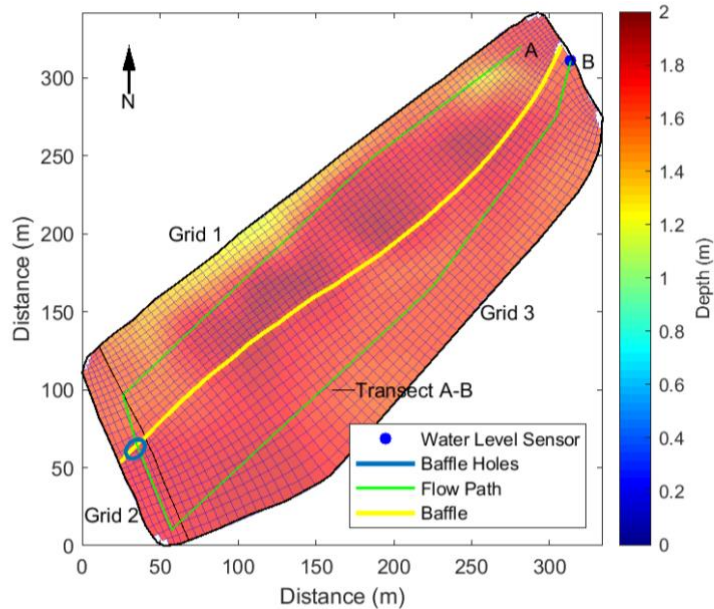 300
250
200
150
100
50
0
Distance (m)
0
50
100
150
200
250
300
Distance (m)
N
A
B
Grid 1
Grid 3
Transect A-B
Grid 2
Water Level Sensor
Baffle Holes
Flow Path
Baffle
2
1.8
1.6
1.4
1.2
1
0.8
0.6
0.4
0.2
0
Depth (m)